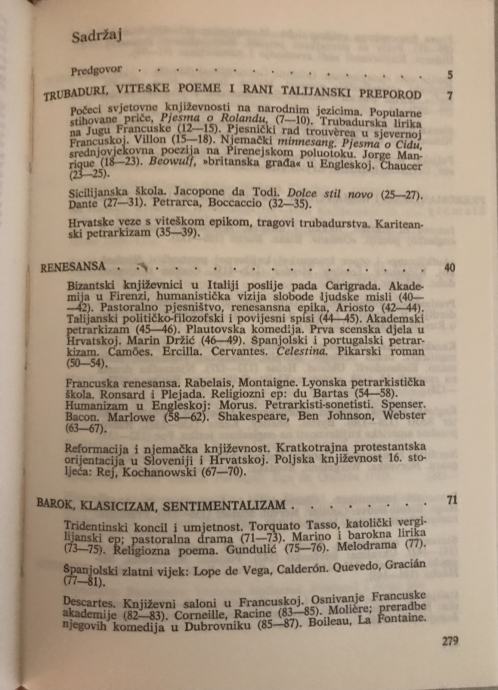 Sadržaj
Predgovor . . . . . . . . . . . . . . 5
TRUBADURI, VITEŠKE POEME I RANI TALIJANSKI PREPOROD 7
Počeci svjetovne književnosti na narodnim jezicima. Popularne
stihovane priče, Pjesma o Rolandu, (7—10). Trubadurska lirika
na Jugu Francuske (12—15). Pjesnički rad trouvèrea u sjevernoj
Francuskoj. Villon (15—18). Njemački minnesang. Pjesma o Cidu,
srednjovjekovna poezija na Pirenejskom poluotoku. Jorge Man-
rique (18—23). Beowulf, »britanska građa« u Engleskoj. Chaucer
(23—25).
Sicilijanska škola. Jacopone da Todi. Dolce stil novo (25—27).
Dante (27—31). Petrarca, Boccaccio (32—35).
Hrvatske veze s viteškom epikom, tragovi trubadurstva. Karitean-
ski petrarkizam (35—39).
RENESANSA . . . . . . . . . . . . . . . 40
Bizantski književnici u Italiji poslije pada Carigrada. Akade-
mija u Firenzi, humanistička vizija slobode ljudske misli (40—
—42). Pastoralno pjesništvo, renesansna epika, Ariosto (42—44).
Talijanski političko-filozofski i povijesni spisi (44—45). Akademski
petrarkizam (45—46). Plautovska komedija. Prva scenska djela u
Hrvatskoj. Marin Držić (46—49). Španjolski i portugalski petrar-
kizam. Camões. Ercilla. Cervantes. Celestina. Pikarski roman
(50—54).
Francuska renesansa. Rabelais, Montaigne. Lyonska petrarkistička
škola. Ronsard i Plejada. Religiozni ep: du Bartas (54—58).
Humanizam u Engleskoj: Morus. Petrarkisti-sonetisti. Spenser.
Bacon. Marlowe (58—62). Shakespeare, Ben Johnson, Webster
(63—67).
Reformacija i njemačka književnost. Kratkotrajna protestantska
orijentacija u Sloveniji i Hrvatskoj. Poljska književnost 16. sto-
ljeća: Rej, Kochanowski (67—70).
BAROK, KLASICIZAM, SENTIMENTALIZAM . . . . . . . . 71
Tridentinski koncil i umjetnost. Torquato Tasso, katolički vergi-
lijanski ep; pastoralna drama (71—73). Marino i barokna lirika
(73—75). Religiozna poema. Gundulić (75—76). Melodrama (77).
Španjolski zlatni vijek: Lope de Vega, Calderón. Quevedo, Gracián
(77—81).
Descartes. Književni saloni u Francuskoj. Osnivanje Francuske
akademije (82—83). Corneille, Racine (83—85). Molière; preradbe
njegovih komedija u Dubrovniku (85—87). Boileau, La Fontaine.
279